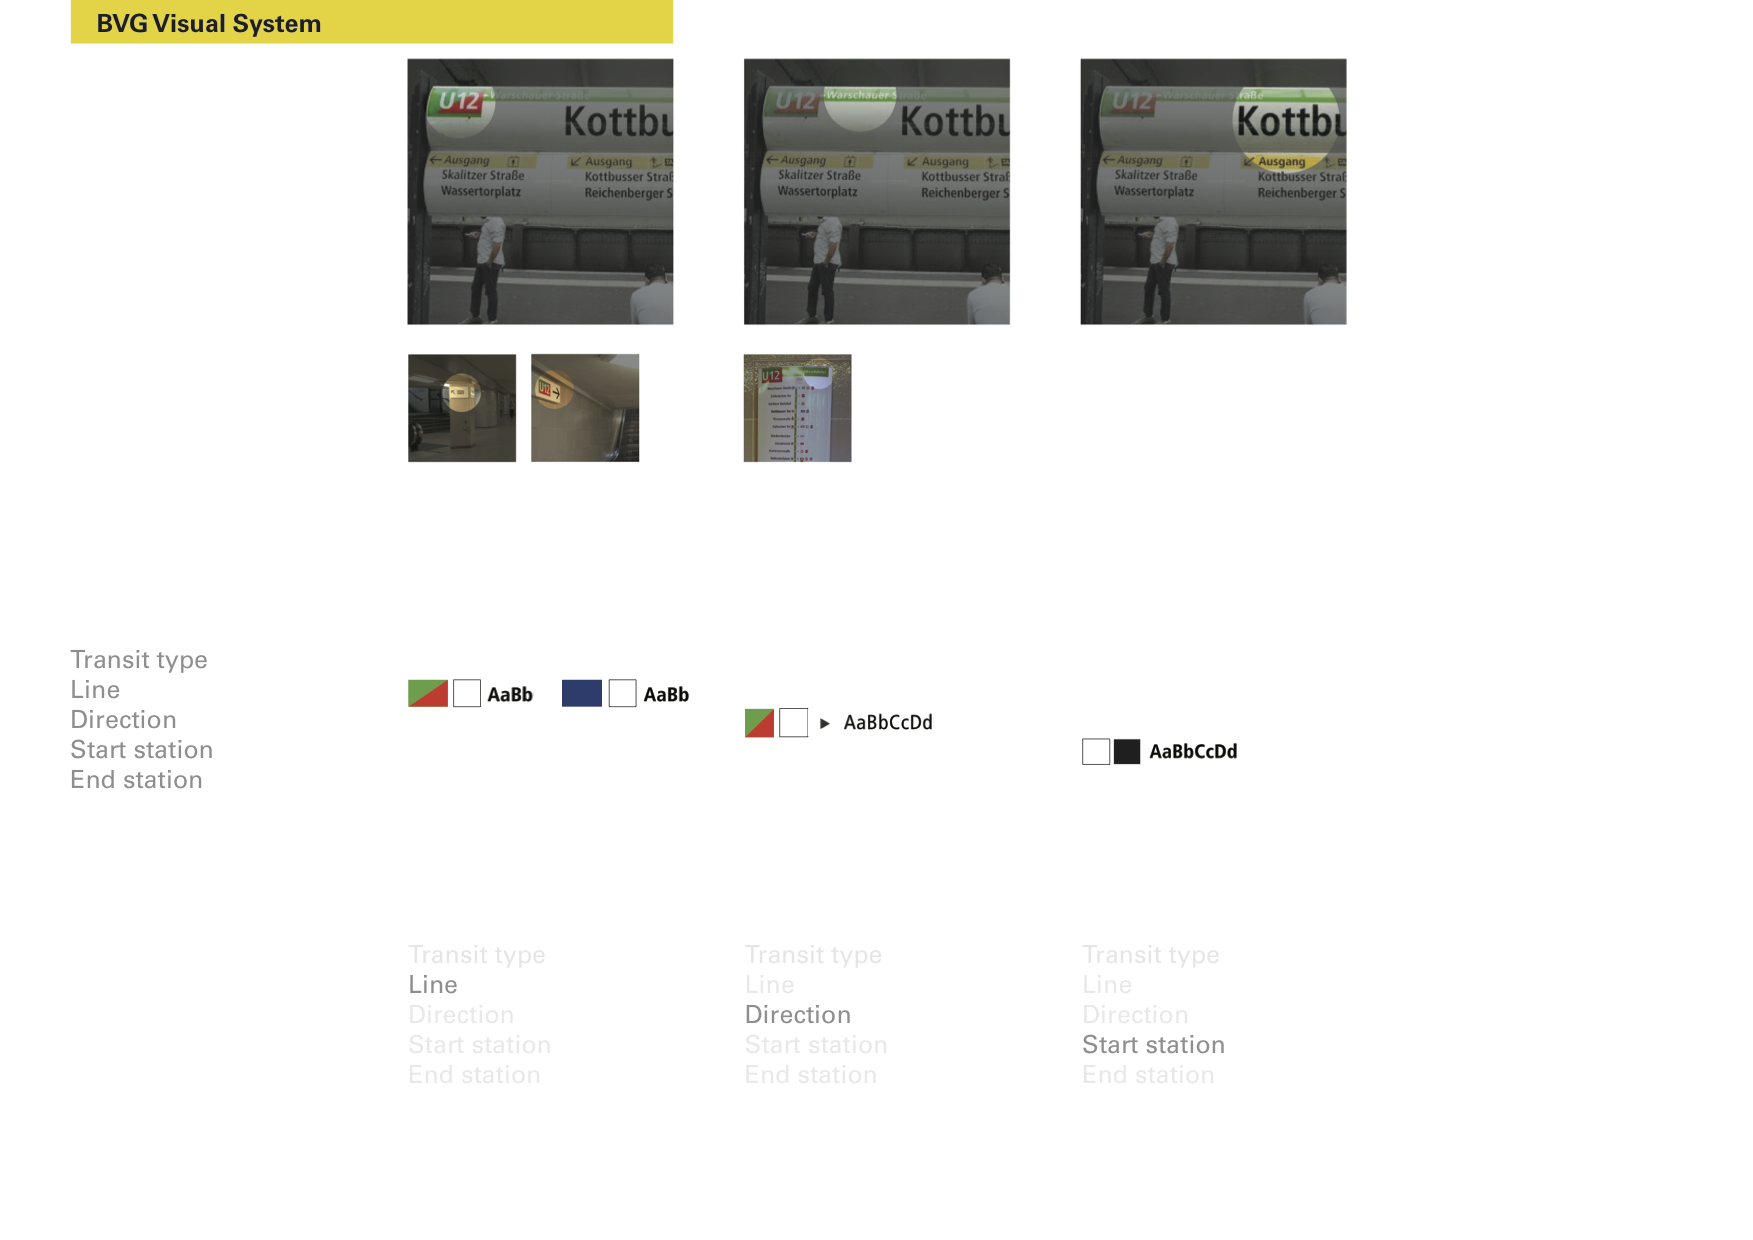 BVG Visual System
U12 Warschauer Straße
Kottbu
← Ausgang
↙ Ausgang
Skalitzer Straße
Kottbusser Straß
Wassertorplatz
Reichenberger S
U12 Warschauer Straße
Kottbu
← Ausgang
↙ Ausgang
Skalitzer Straße
Kottbusser Straß
Wassertorplatz
Reichenberger S
U12 Warschauer Straße
Kottbu
← Ausgang
↙ Ausgang
Skalitzer Straße
Kottbusser Straß
Wassertorplatz
Reichenberger S
U12 →
U12
Transit type
Line
Direction
Start station
End station
AaBb
AaBb
▶ AaBbCcDd
AaBbCcDd
Transit type
Line
Direction
Start station
End station
Transit type
Line
Direction
Start station
End station
Transit type
Line
Direction
Start station
End station